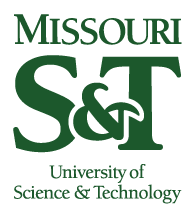 MISSOURI
S&T
University of
Science & Technology